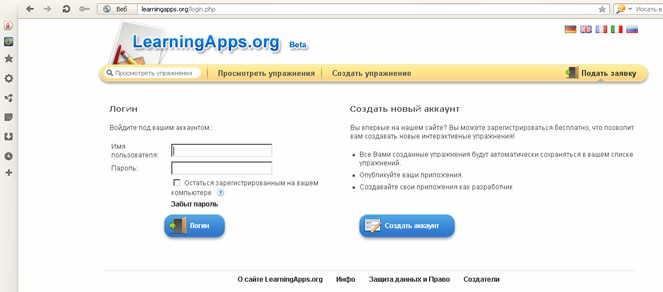 Веб learningapps.org/login.php Искать в
LearningApps.org Beta
Просмотреть упражнения Просмотреть упражнения Создать упражнение Подать заявку
Логин
Войдите под вашим аккаунтом.:
Имя
пользователя:
Пароль:
Остаться зарегистрированным на вашем
компьютере ?
Забыт пароль
Логин
Создать новый аккаунт
Вы впервые на нашем сайте? Вы можете зарегистрироваться бесплатно, что позволит
вам создавать новые интерактивные упражнения!
• Все Вами созданные упражнения будут автоматически сохраняться в вашем списке
упражнений.
• Опубликуйте ваши приложения
• Создавайте свои приложения как разработчик
Создать аккаунт
О сайте LearningApps.org Инфо Защита данных и Право Создатели